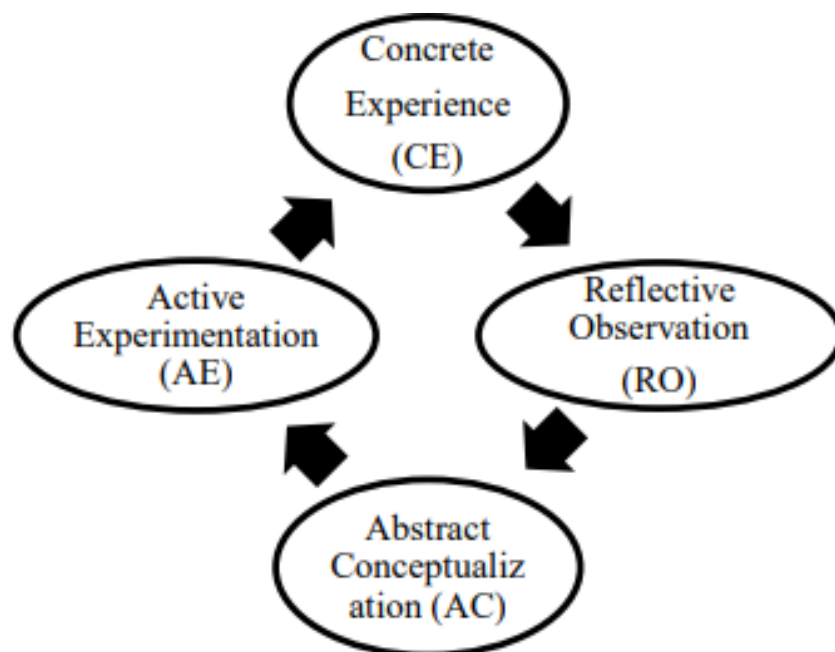 Concrete
Experience
(CE)
Active
Experimentation
(AE)
Reflective
Observation
(RO)
Abstract
Conceptualiz
ation (AC)